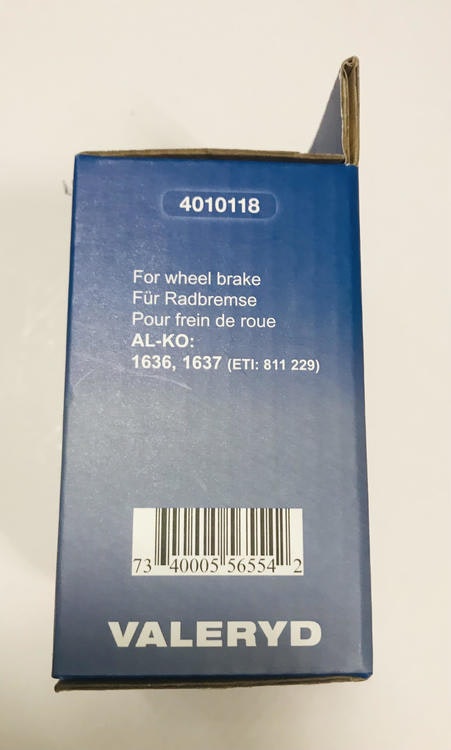 4010118
For wheel brake
Für Radbremse
Pour frein de roue
AL-KO:
1636, 1637 (ETI: 811 229)
73 40005 56554 2
VALERYD